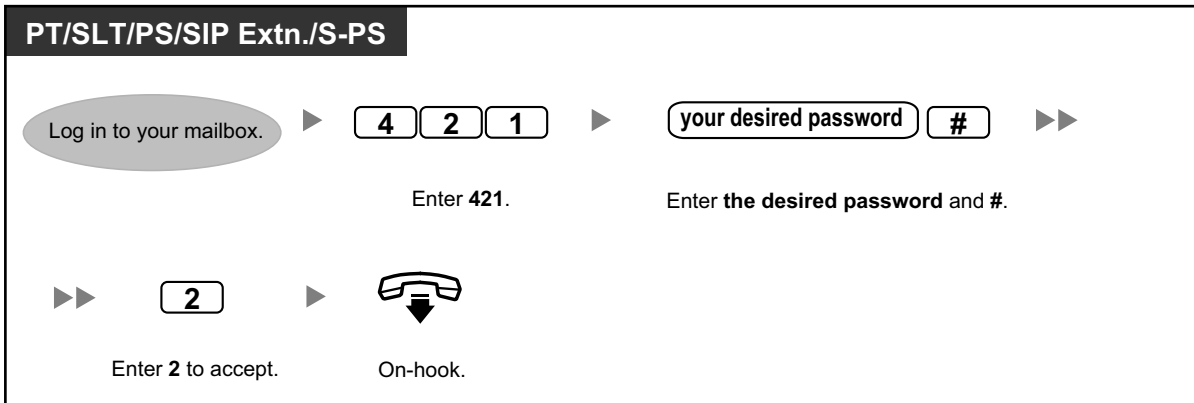 PT/SLT/PS/SIP Extn./S-PS
Log in to your mailbox.
4 2 1
your desired password #
Enter 421.
Enter the desired password and #.
2
Enter 2 to accept.
On-hook.